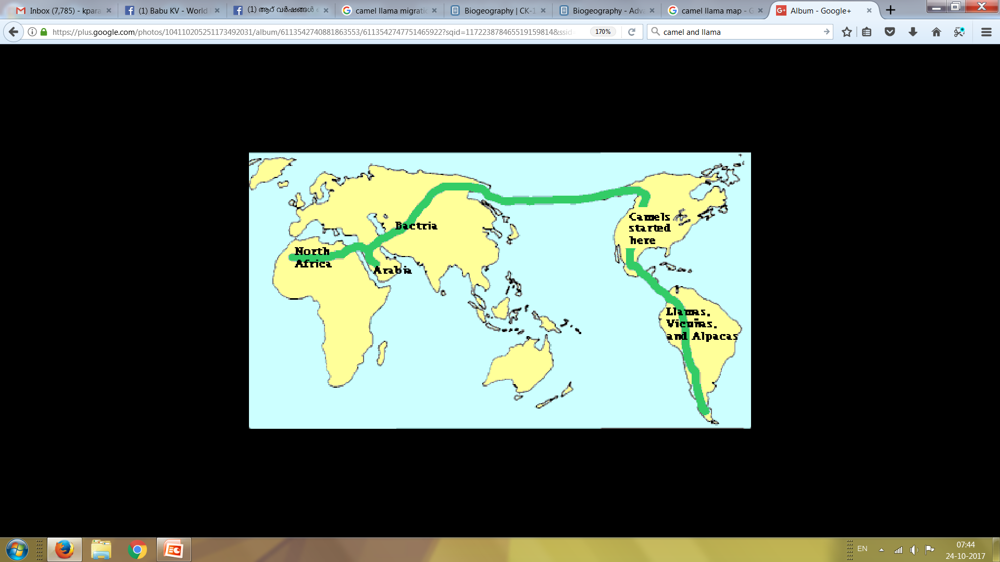 Inbox (7,785) - kpara
(1) Babu KV - World
(1) ആറ് വർഷങ്ങൾ
camel llama migratic
Biogeography | CK-1
Biogeography - Adva
camel llama map - G
Album - Google+
https://plus.google.com/photos/104110205251173492031/album/6113542740881863553/6113542747751465922?sqid=117223878465519159814&ssid
170%
camel and llama
Camels
started
here
Bactria
North
Africa
Arabia
Llamas,
Vicuñas,
and Alpacas
EN
07:44
24-10-2017